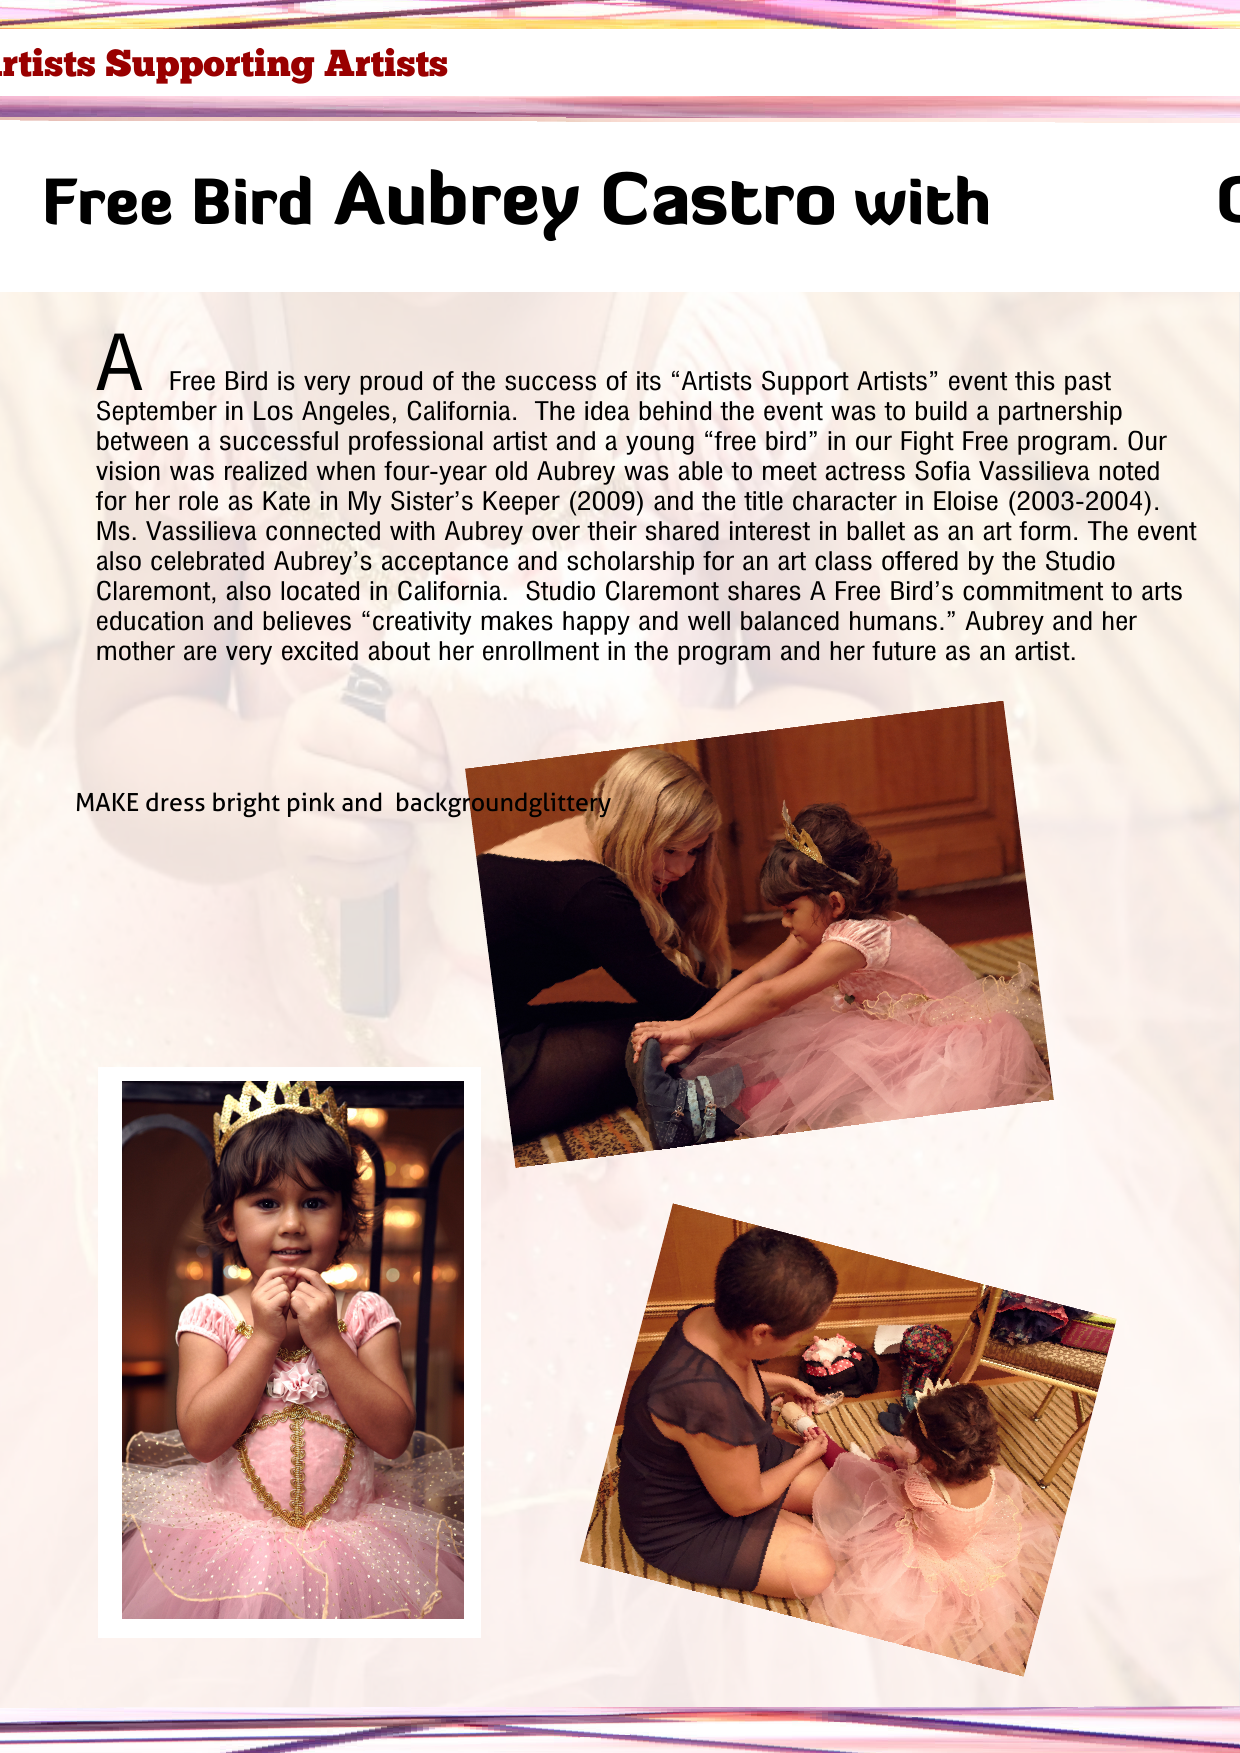 rtists Supporting Artists
Free Bird Aubrey Castro with
A Free Bird is very proud of the success of its “Artists Support Artists” event this past
September in Los Angeles, California.  The idea behind the event was to build a partnership
between a successful professional artist and a young “free bird” in our Fight Free program. Our
vision was realized when four-year old Aubrey was able to meet actress Sofia Vassilieva noted
for her role as Kate in My Sister’s Keeper (2009) and the title character in Eloise (2003-2004).
Ms. Vassilieva connected with Aubrey over their shared interest in ballet as an art form. The event
also celebrated Aubrey’s acceptance and scholarship for an art class offered by the Studio
Claremont, also located in California.  Studio Claremont shares A Free Bird’s commitment to arts
education and believes “creativity makes happy and well balanced humans.” Aubrey and her
mother are very excited about her enrollment in the program and her future as an artist.
MAKE dress bright pink and  backgroundglittery